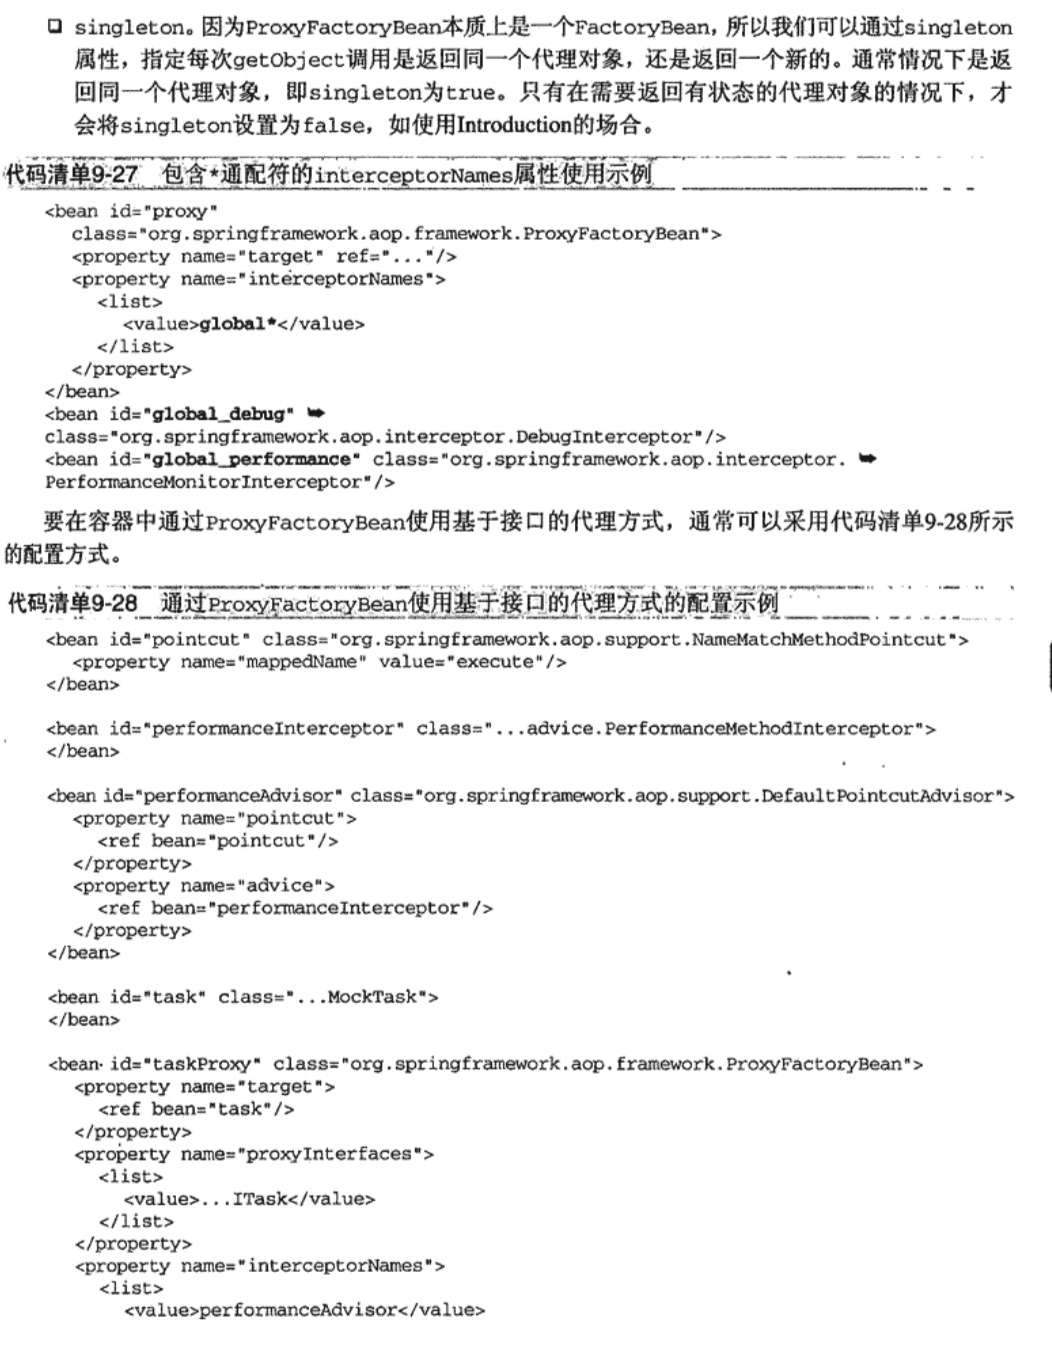 ❑ singleton。因为ProxyFactoryBean本质上是一个FactoryBean，所以我们可以通过singleton
属性，指定每次getObject调用是返回同一个代理对象，还是返回一个新的。通常情况下是返
回同一个代理对象，即singleton为true。只有在需要返回有状态的代理对象的情况下，才
会将singleton设置为false，如使用Introduction的场合。
代码清单9-27 包含*通配符的interceptorNames属性使用示例
<bean id="proxy"
class="org.springframework.aop.framework.ProxyFactoryBean">
<property name="target" ref="..."/>
<property name="interceptorNames">
<list>
<value>global*</value>
</list>
</property>
</bean>
<bean id="global_debug" ➥
class="org.springframework.aop.interceptor.DebugInterceptor"/>
<bean id="global_performance" class="org.springframework.aop.interceptor. ➥
PerformanceMonitorInterceptor"/>
要在容器中通过ProxyFactoryBean使用基于接口的代理方式，通常可以采用代码清单9-28所示
的配置方式。
代码清单9-28 通过ProxyFactoryBean使用基于接口的代理方式的配置示例
<bean id="pointcut" class="org.springframework.aop.support.NameMatchMethodPointcut">
<property name="mappedName" value="execute"/>
</bean>
<bean id="performanceInterceptor" class="...advice.PerformanceMethodInterceptor">
</bean>
<bean id="performanceAdvisor" class="org.springframework.aop.support.DefaultPointcutAdvisor">
<property name="pointcut">
<ref bean="pointcut"/>
</property>
<property name="advice">
<ref bean="performanceInterceptor"/>
</property>
</bean>
<bean id="task" class="...MockTask">
</bean>
<bean id="taskProxy" class="org.springframework.aop.framework.ProxyFactoryBean">
<property name="target">
<ref bean="task"/>
</property>
<property name="proxyInterfaces">
<list>
<value>...ITask</value>
</list>
</property>
<property name="interceptorNames">
<list>
<value>performanceAdvisor</value>